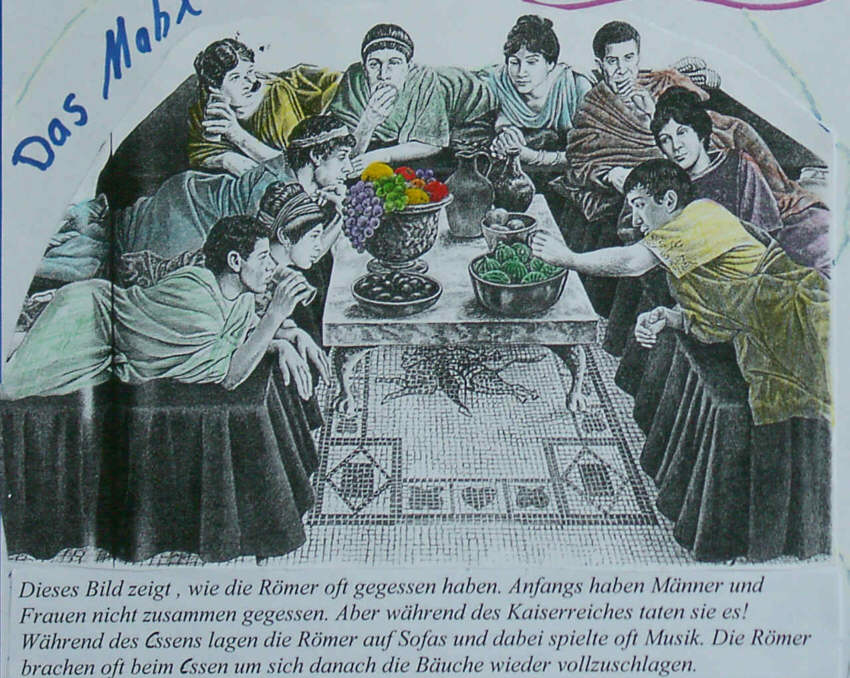 Das Mahl
Dieses Bild zeigt , wie die Römer oft gegessen haben. Anfangs haben Männer und
Frauen nicht zusammen gegessen. Aber während des Kaiserreiches taten sie es!
Während des Essens lagen die Römer auf Sofas und dabei spielte oft Musik. Die Römer
brachen oft beim Essen um sich danach die Bäuche wieder vollzuschlagen.